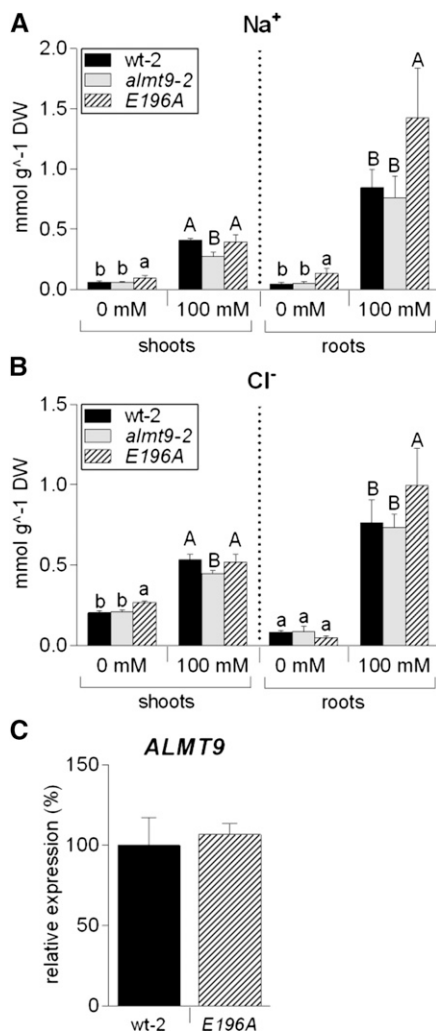 A
Na+
wt-2
almt9-2
E196A
mmol g^-1 DW
2.0
1.5
1.0
0.5
0.0
b b a
A B A
b b a
B B A
0 mM 100 mM 0 mM 100 mM
shoots roots
B
Cl-
wt-2
almt9-2
E196A
mmol g^-1 DW
1.5
1.0
0.5
0.0
b b a
A B A
a a a
B B A
0 mM 100 mM 0 mM 100 mM
shoots roots
C
ALMT9
relative expression (%)
150
100
50
0
wt-2 E196A